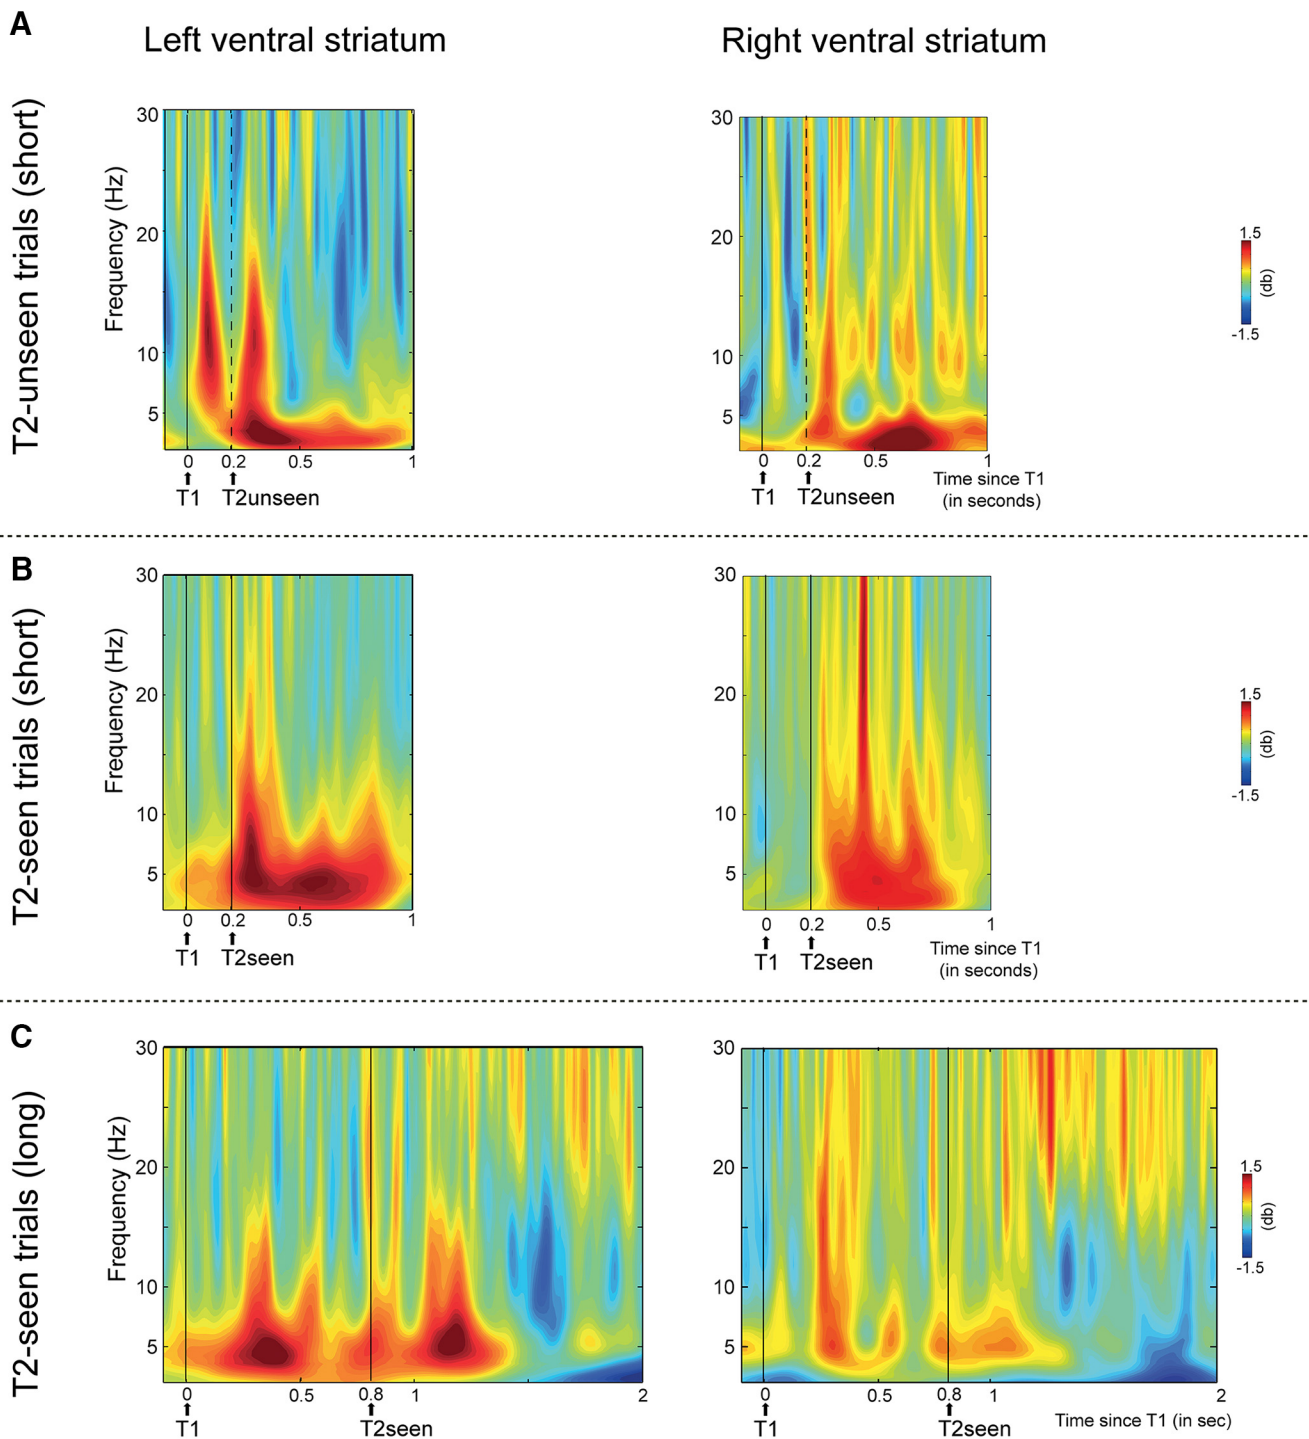 A
Left ventral striatum
Right ventral striatum
T2-unseen trials (short)
Frequency (Hz)
30
20
10
5
0
0.2
0.5
1
T1
T2unseen
30
20
10
5
0
0.2
0.5
1
T1
T2unseen
Time since T1
(in seconds)
1.5
(db)
-1.5
B
T2-seen trials (short)
Frequency (Hz)
30
20
10
5
0
0.2
0.5
1
T1
T2seen
30
20
10
5
0
0.2
0.5
1
T1
T2seen
Time since T1
(in seconds)
1.5
(db)
-1.5
C
T2-seen trials (long)
Frequency (Hz)
30
20
10
5
0
0.5
0.8
1
2
T1
T2seen
30
20
10
5
0
0.5
0.8
1
2
T1
T2seen
Time since T1 (in sec)
1.5
(db)
-1.5